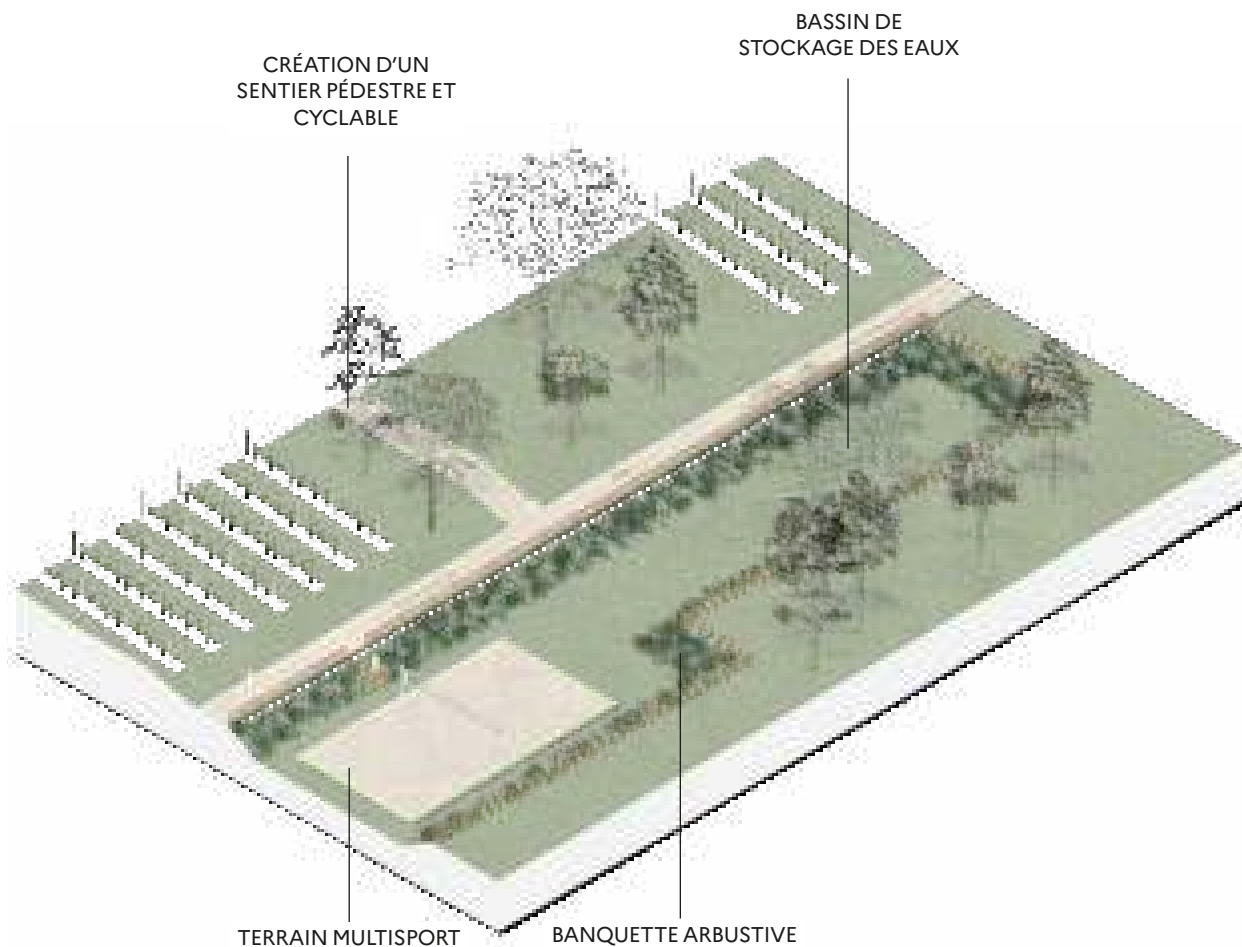 BASSIN DE
STOCKAGE DES EAUX
CRÉATION D'UN
SENTIER PÉDESTRE ET
CYCLABLE
TERRAIN MULTISPORT
BANQUETTE ARBUSTIVE